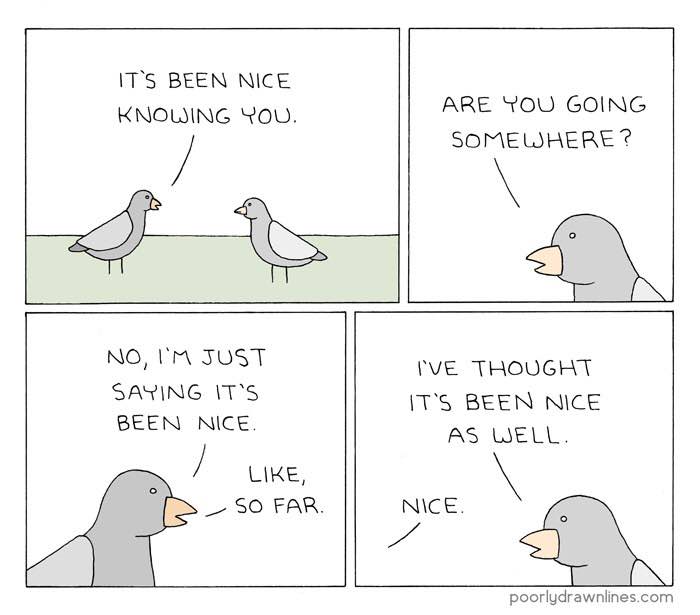 IT'S BEEN NICE
KNOWING YOU.
ARE YOU GOING
SOMEWHERE?
NO, I'M JUST
SAYING IT'S
BEEN NICE.
LIKE,
SO FAR.
I'VE THOUGHT
IT'S BEEN NICE
AS WELL.
NICE.
poorlydrawnlines.com